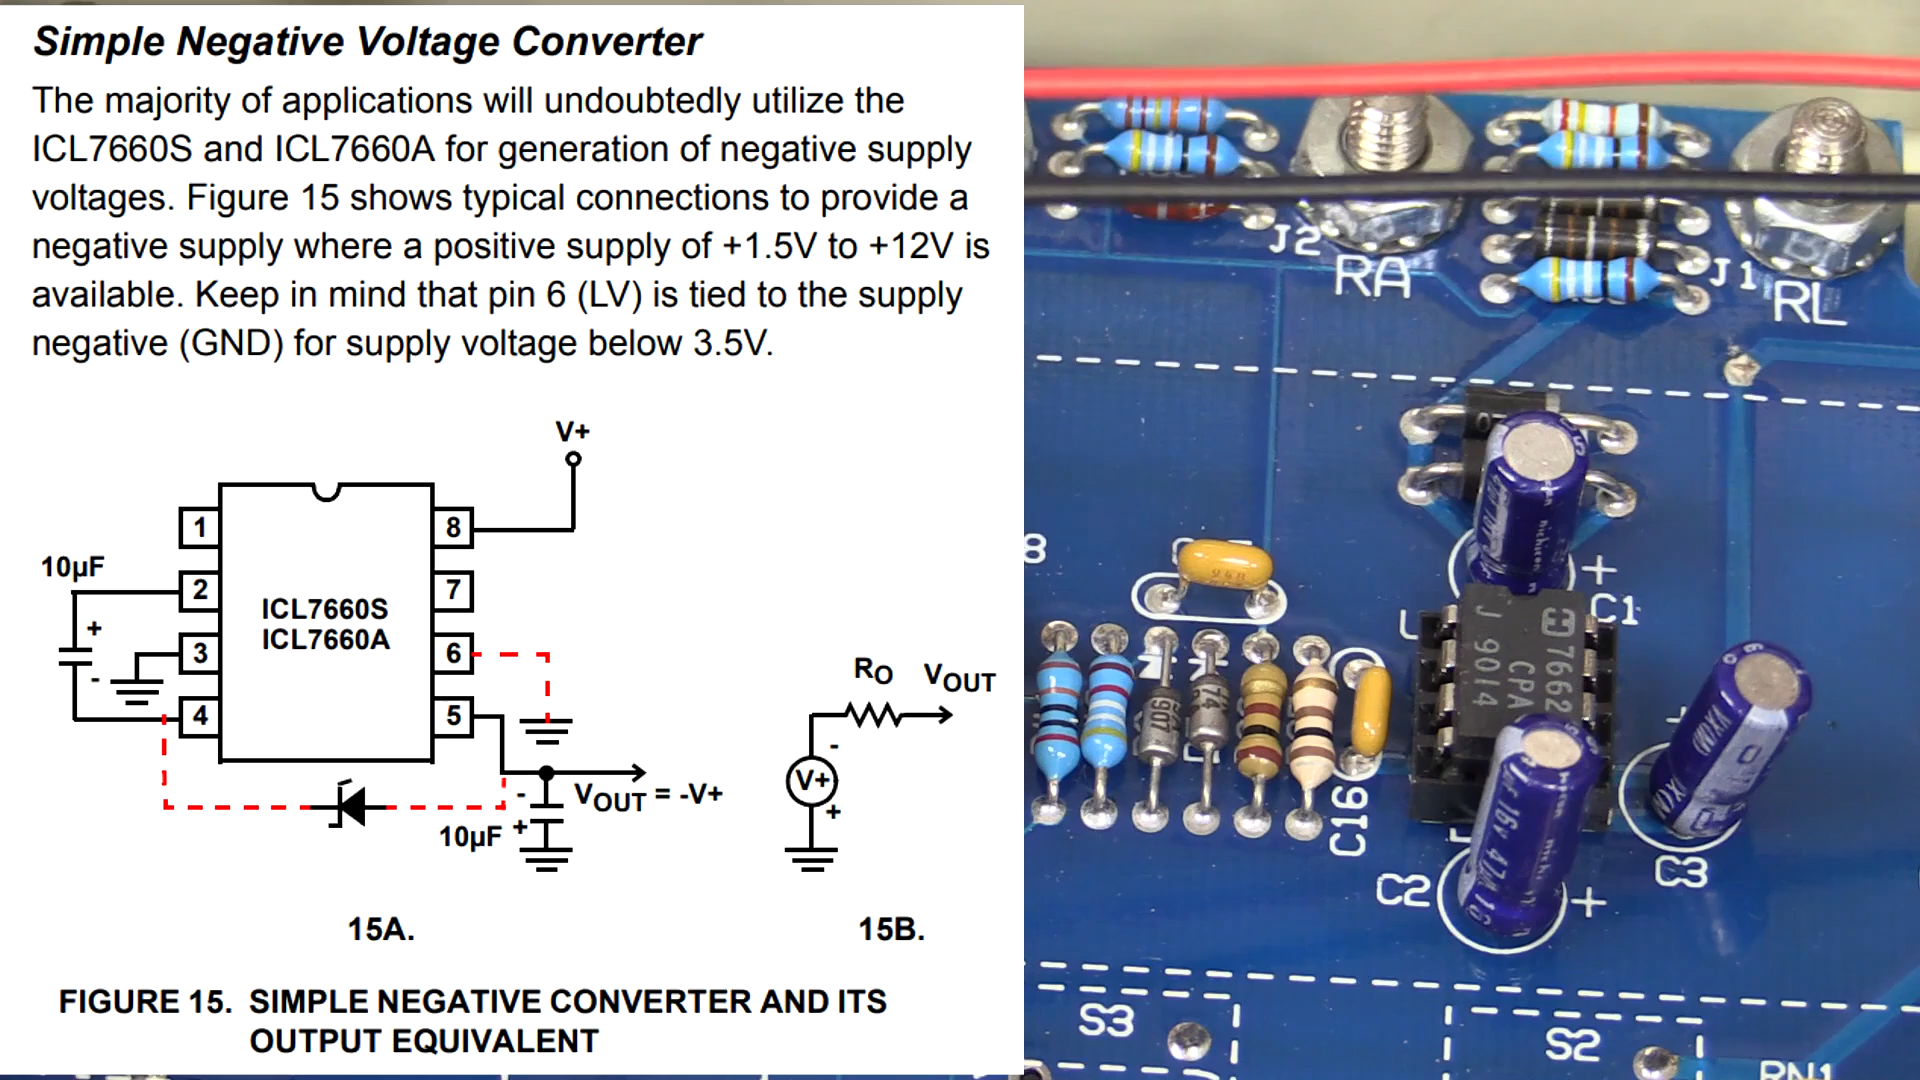 Simple Negative Voltage Converter
The majority of applications will undoubtedly utilize the
ICL7660S and ICL7660A for generation of negative supply
voltages. Figure 15 shows typical connections to provide a
negative supply where a positive supply of +1.5V to +12V is
available. Keep in mind that pin 6 (LV) is tied to the supply
negative (GND) for supply voltage below 3.5V.
V+
1
8
10µF
2
7
ICL7660S
ICL7660A
+
-
3
6
4
5
RO
VOUT
-
V+
+
-
VOUT = -V+
10µF
+
15A.
15B.
FIGURE 15. SIMPLE NEGATIVE CONVERTER AND ITS
OUTPUT EQUIVALENT
J2
RA
J1
RL
8
968
+
C1
7662
CPA
J 9014
C16
C3
C2
+
16V 47µ
S3
S2
RN1